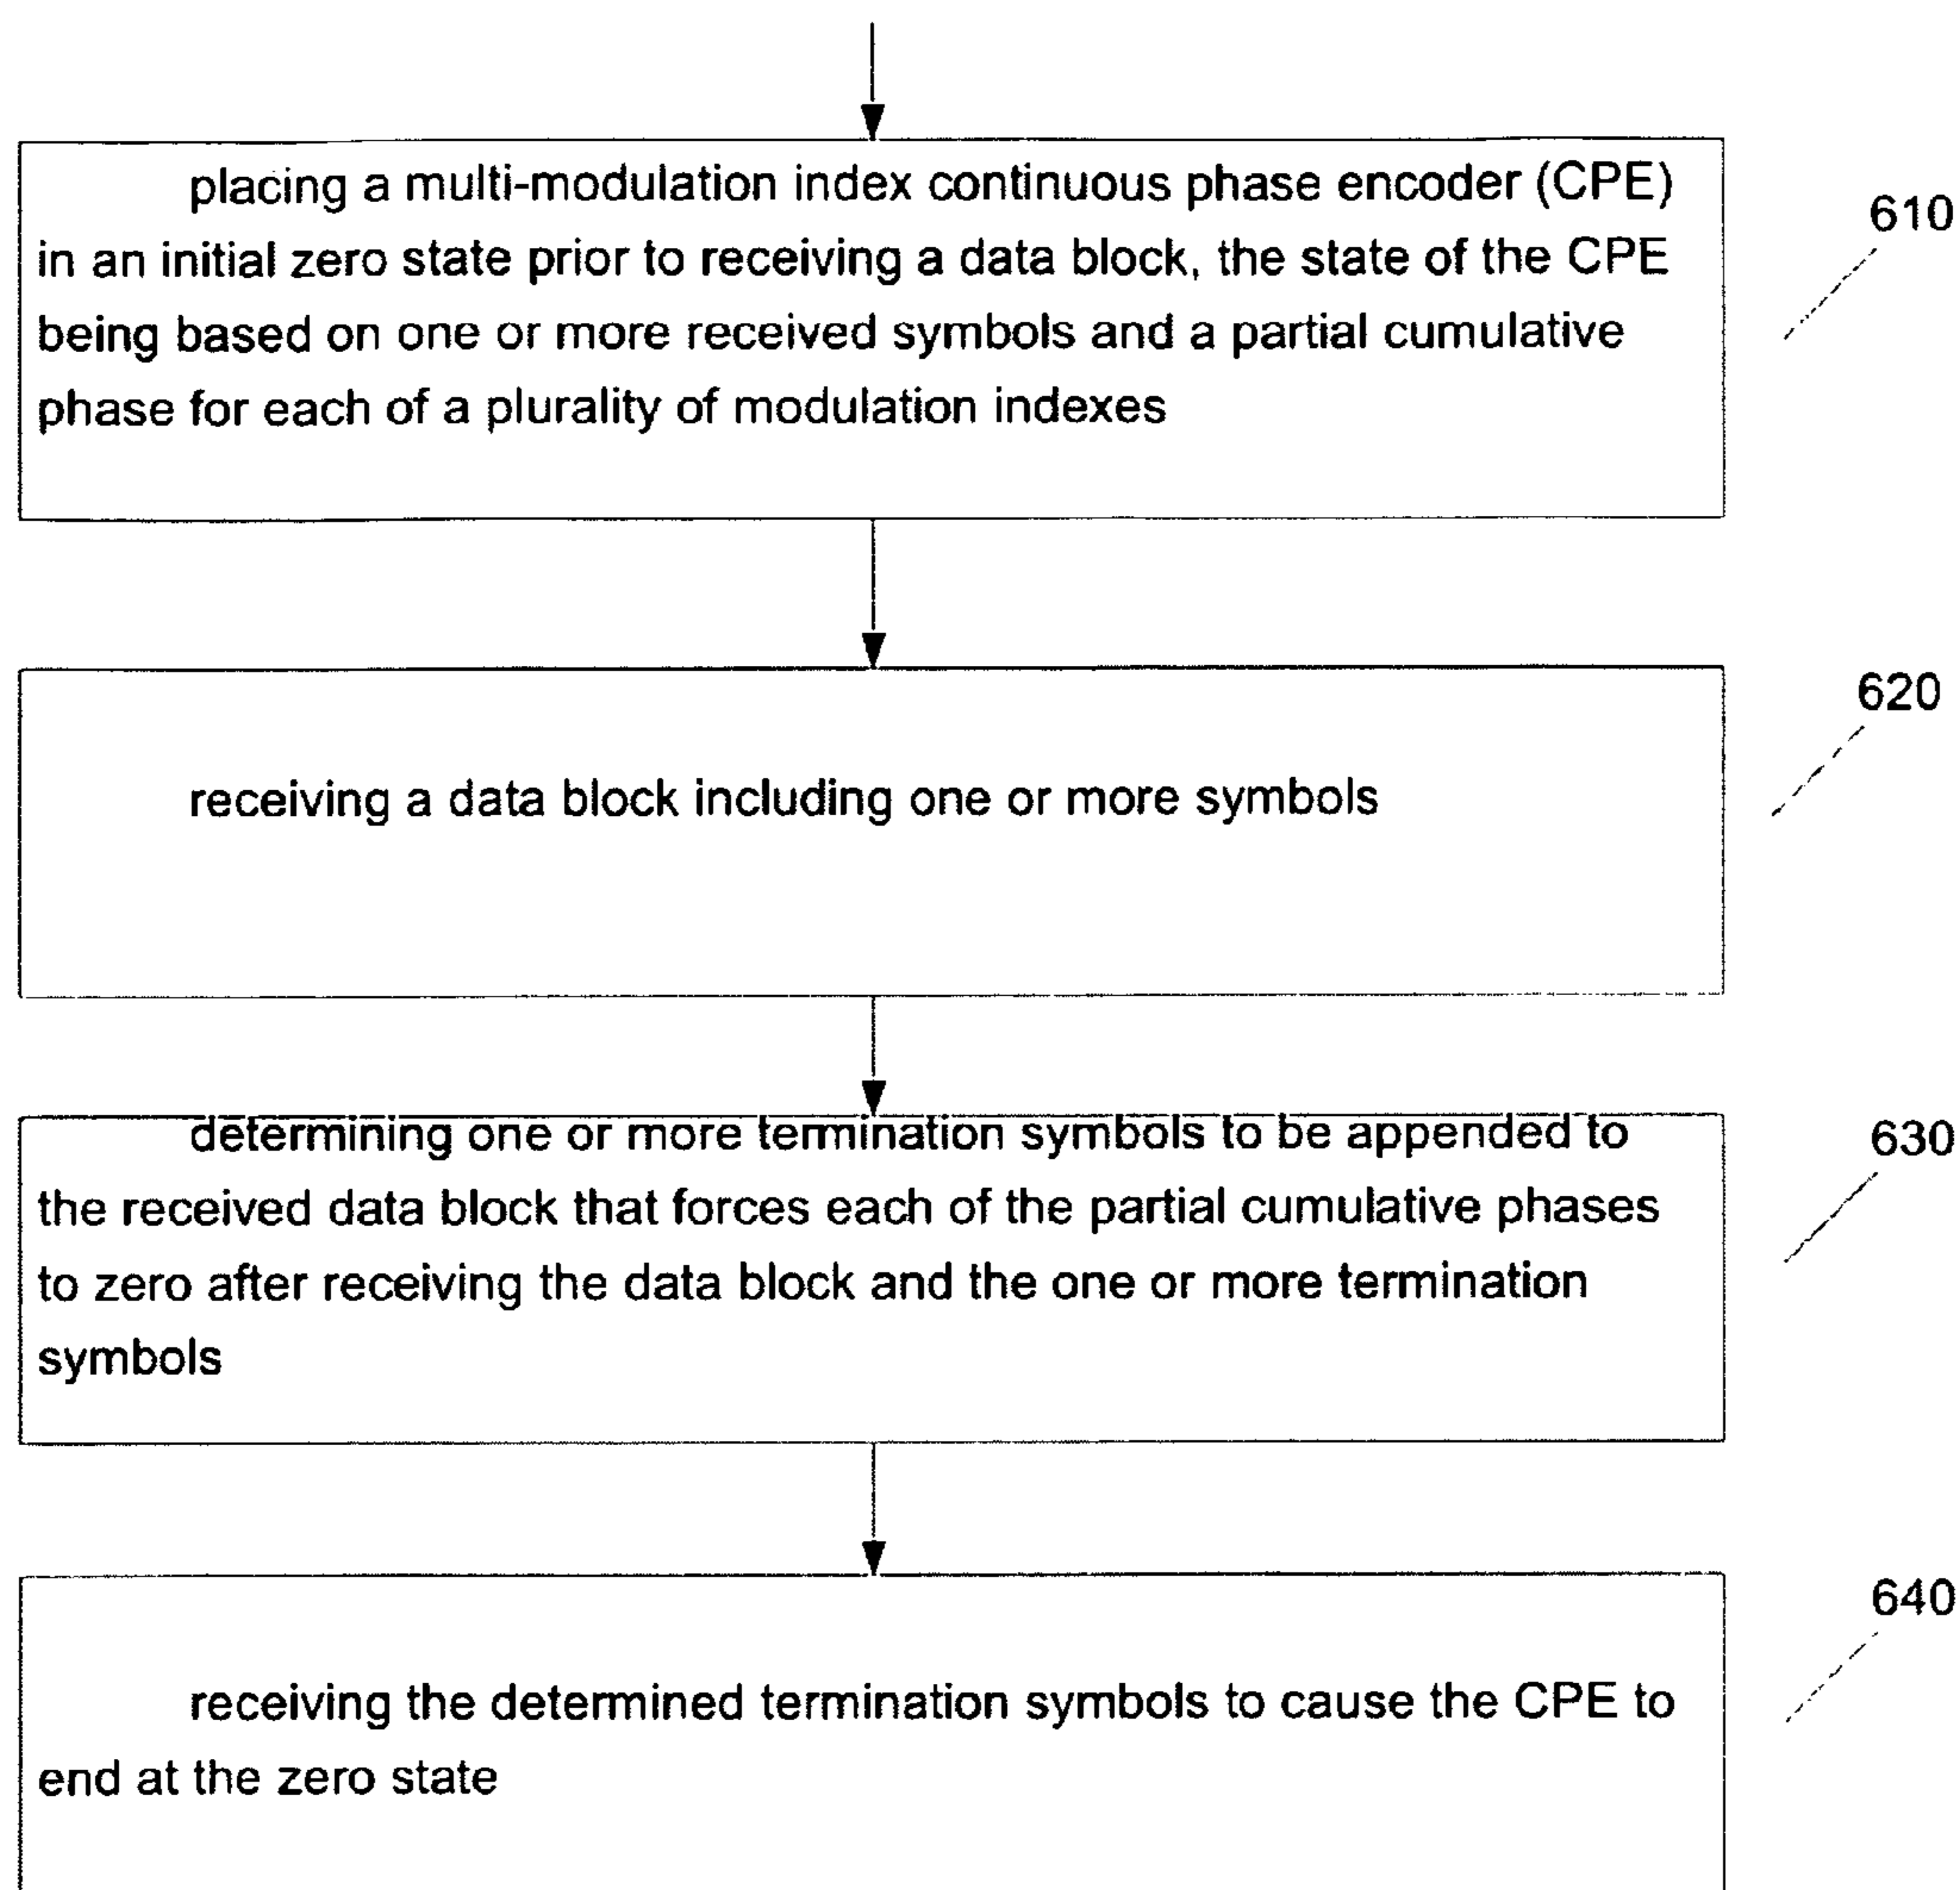 placing a multi-modulation index continuous phase encoder (CPE)
in an initial zero state prior to receiving a data block, the state of the CPE
being based on one or more received symbols and a partial cumulative
phase for each of a plurality of modulation indexes
610
receiving a data block including one or more symbols
620
determining one or more termination symbols to be appended to
the received data block that forces each of the partial cumulative phases
to zero after receiving the data block and the one or more termination
symbols
630
receiving the determined termination symbols to cause the CPE to
end at the zero state
640